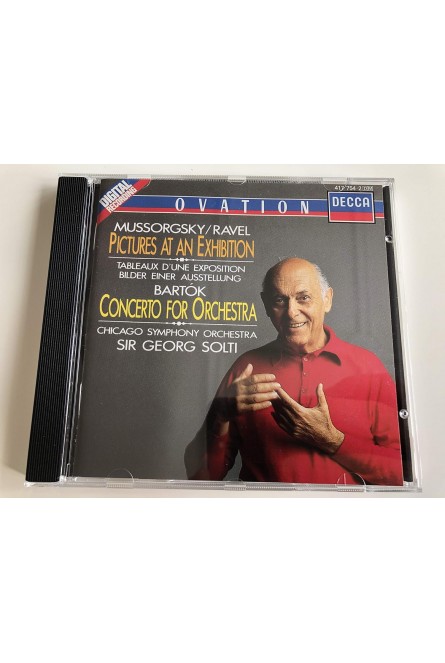 DIGITAL
RECORDING
OVATION
417 754-2 DM
DECCA
MUSSORGSKY/RAVEL
PICTURES AT AN EXHIBITION
TABLEAUX D'UNE EXPOSITION
BILDER EINER AUSSTELLUNG
BARTÓK
CONCERTO FOR ORCHESTRA
CHICAGO SYMPHONY ORCHESTRA
SIR GEORG SOLTI